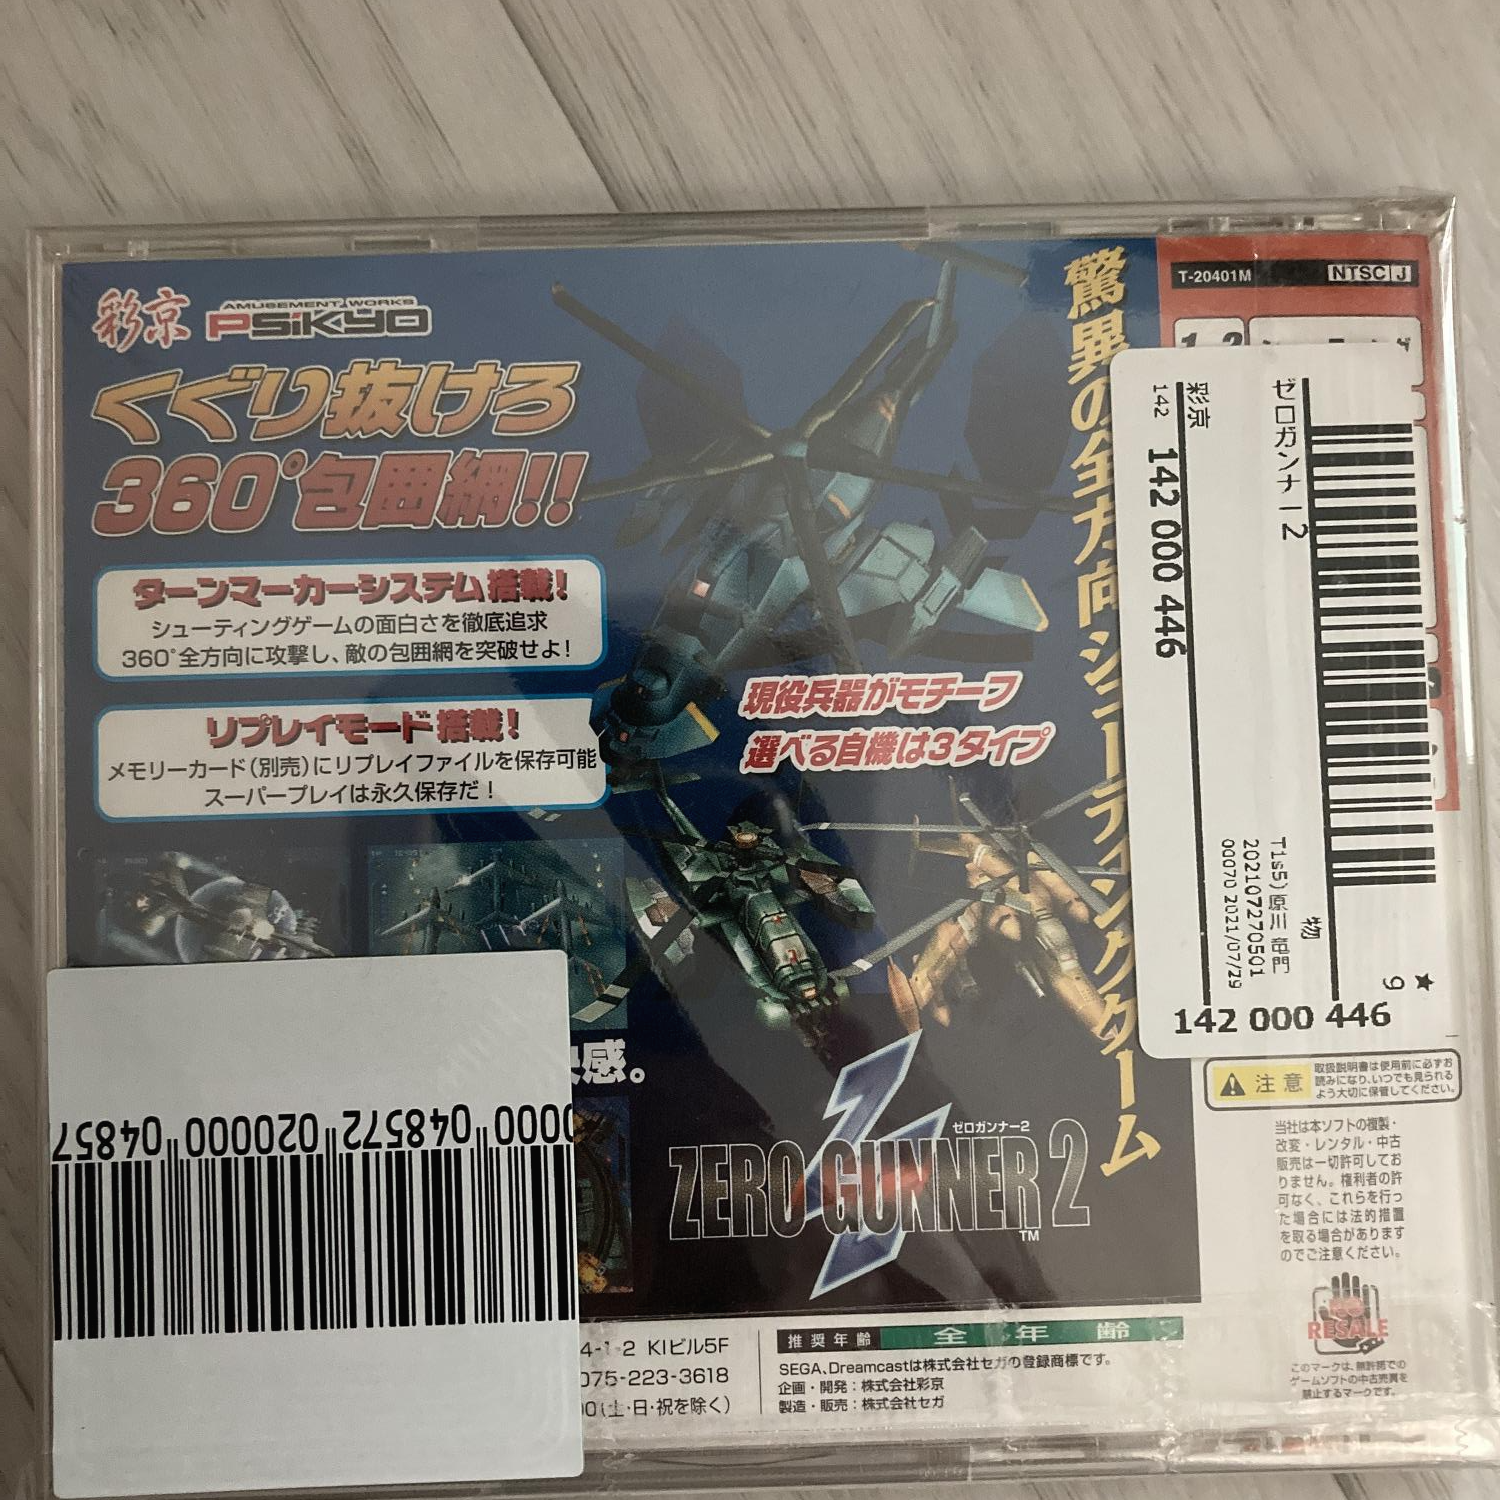 彩京 AMUSEMENT WORKS
PSIKYO
くぐり抜けろ
360°包囲網!!
ターンマーカーシステム搭載!
シューティングゲームの面白さを徹底追求
360°全方向に攻撃し、敵の包囲網を突破せよ!
リプレイモード搭載!
メモリーカード(別売)にリプレイファイルを保存可能
スーパープレイは永久保存だ!
現役兵器がモチーフ
選べる自機は3タイプ
驚異の全方向シューティングゲーム
感。
ゼロガンナー2
ZERO GUNNER 2
TM
T-20401M
NTSC J
ゼロガンナー2
彩京
142
142 000 446
T1s5)原川 竜門
2021072270501
00070 2021/07/29
物
★
9
142 000 446
注意
取扱説明書は使用前に必ずお
読みになり、いつでも見られる
よう大切に保管してください。
当社は本ソフトの複製・
改変・レンタル・中古
販売は一切許可してお
りません。権利者の許
可なく、これらを行っ
た場合には法的措置
を取る場合があります
のでご注意ください。
NO
RESALE
このマークは、無許諾での
ゲームソフトの中古売買を
禁止するマークです。
0000 048572 020000 04857
4-1-2 KIビル5F
075-223-3618
00(土・日・祝を除く)
推奨年齢 全年齢
SEGA、Dreamcastは株式会社セガの登録商標です。
企画・開発:株式会社彩京
製造・販売:株式会社セガ